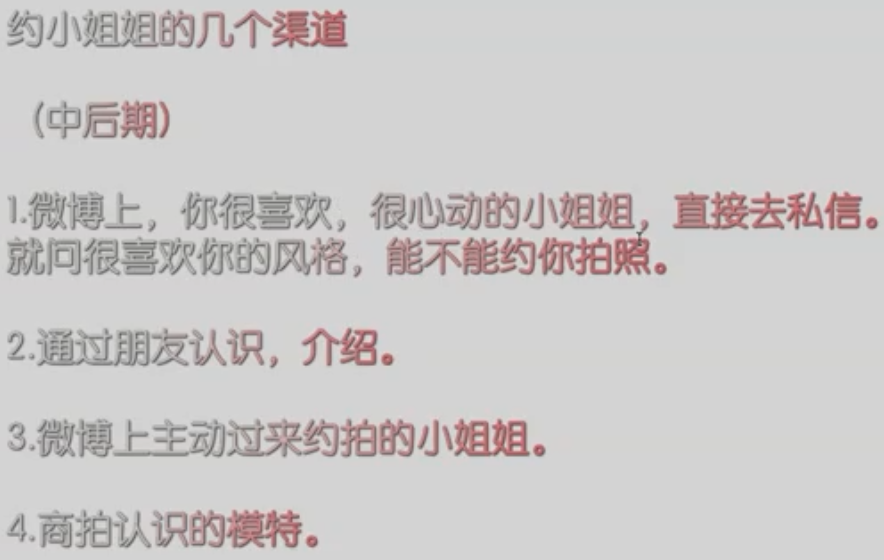 约小姐姐的几个渠道
（中后期）
1.微博上，你很喜欢，很心动的小姐姐，直接去私信。
就问很喜欢你的风格，能不能约你拍照。
2.通过朋友认识，介绍。
3.微博上主动过来约拍的小姐姐。
4.商拍认识的模特。